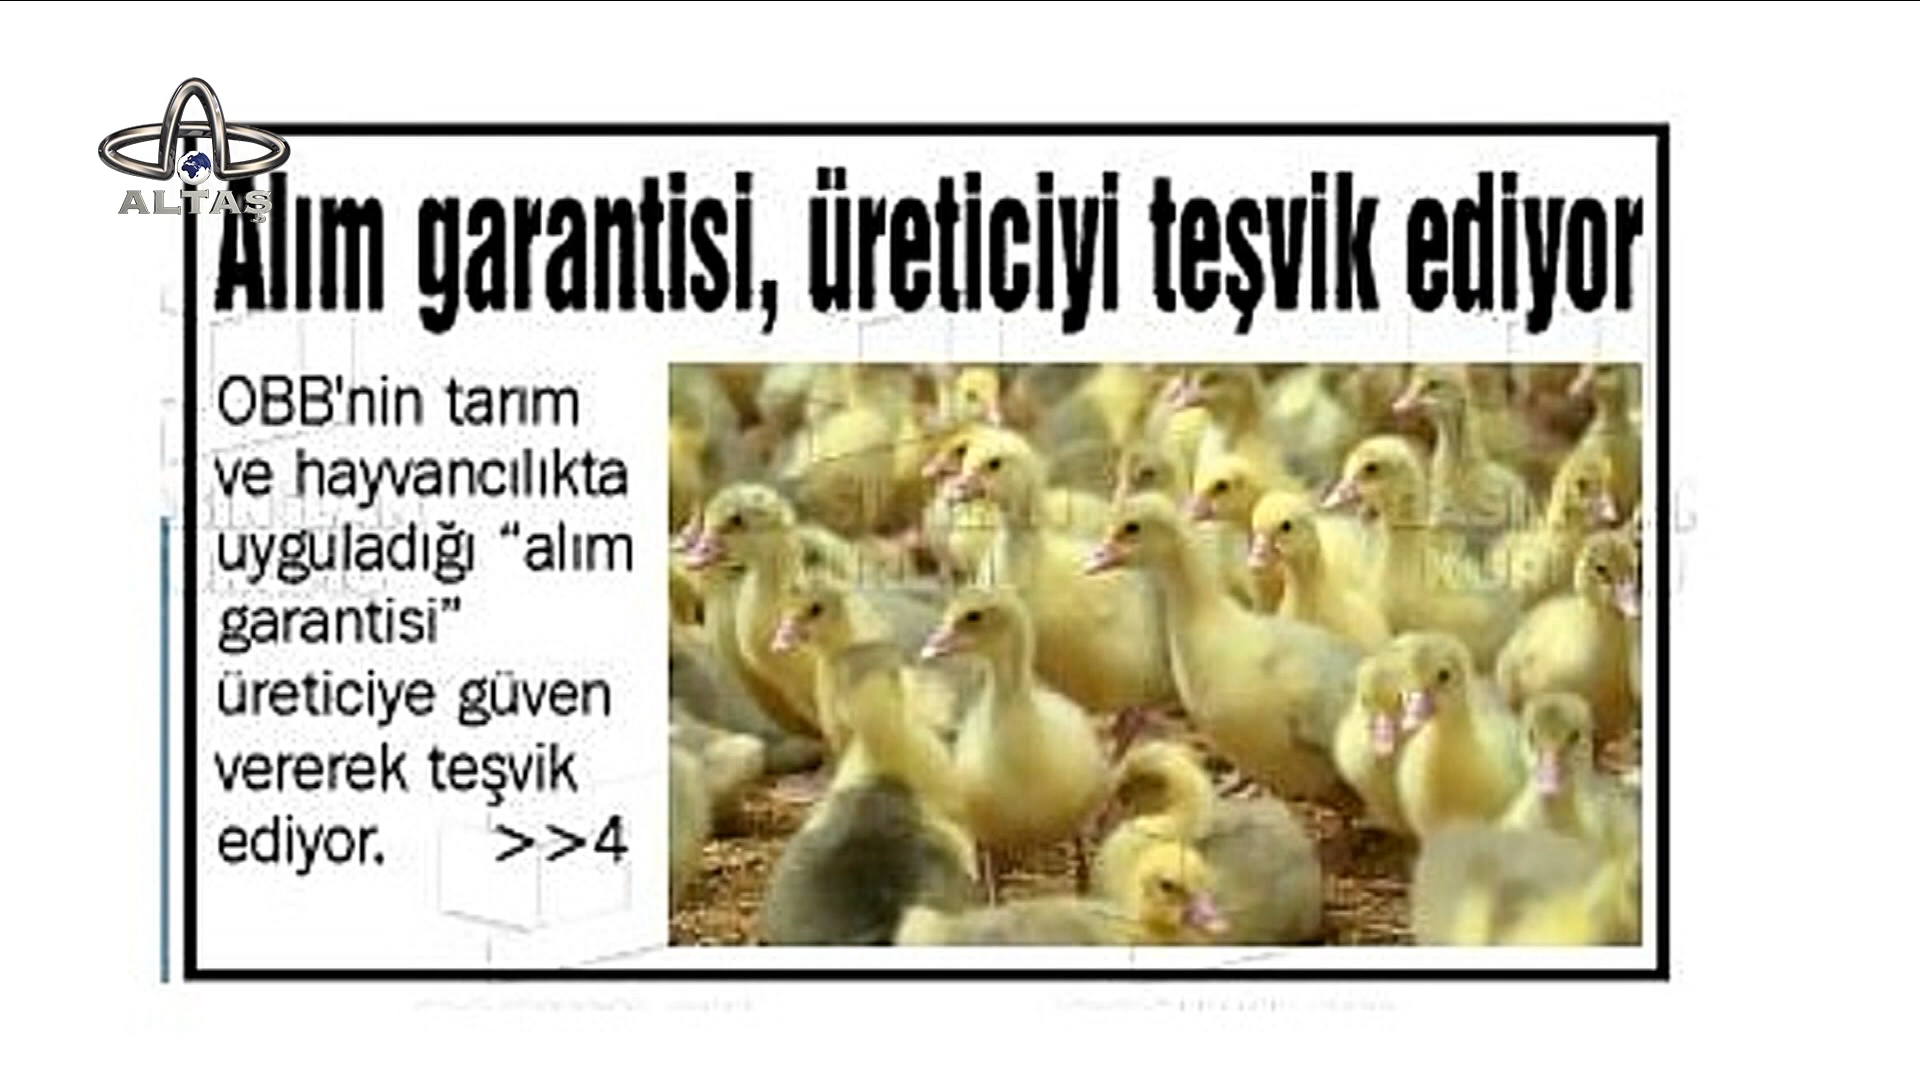 ALTAŞ
Alım garantisi, üreticiyi teşvik ediyor
OBB'nin tarım
ve hayvancılıkta
uyguladığı “alım
garantisi”
üreticiye güven
vererek teşvik
ediyor. >>4